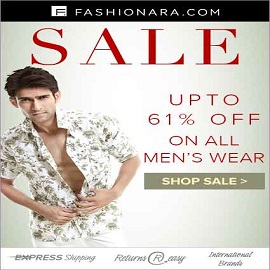 F FASHIONARA.COM
SALE
UPTO
61% OFF
ON ALL
MEN'S WEAR
SHOP SALE >
EXPRESS Shipping
Returns R easy
International
Brands